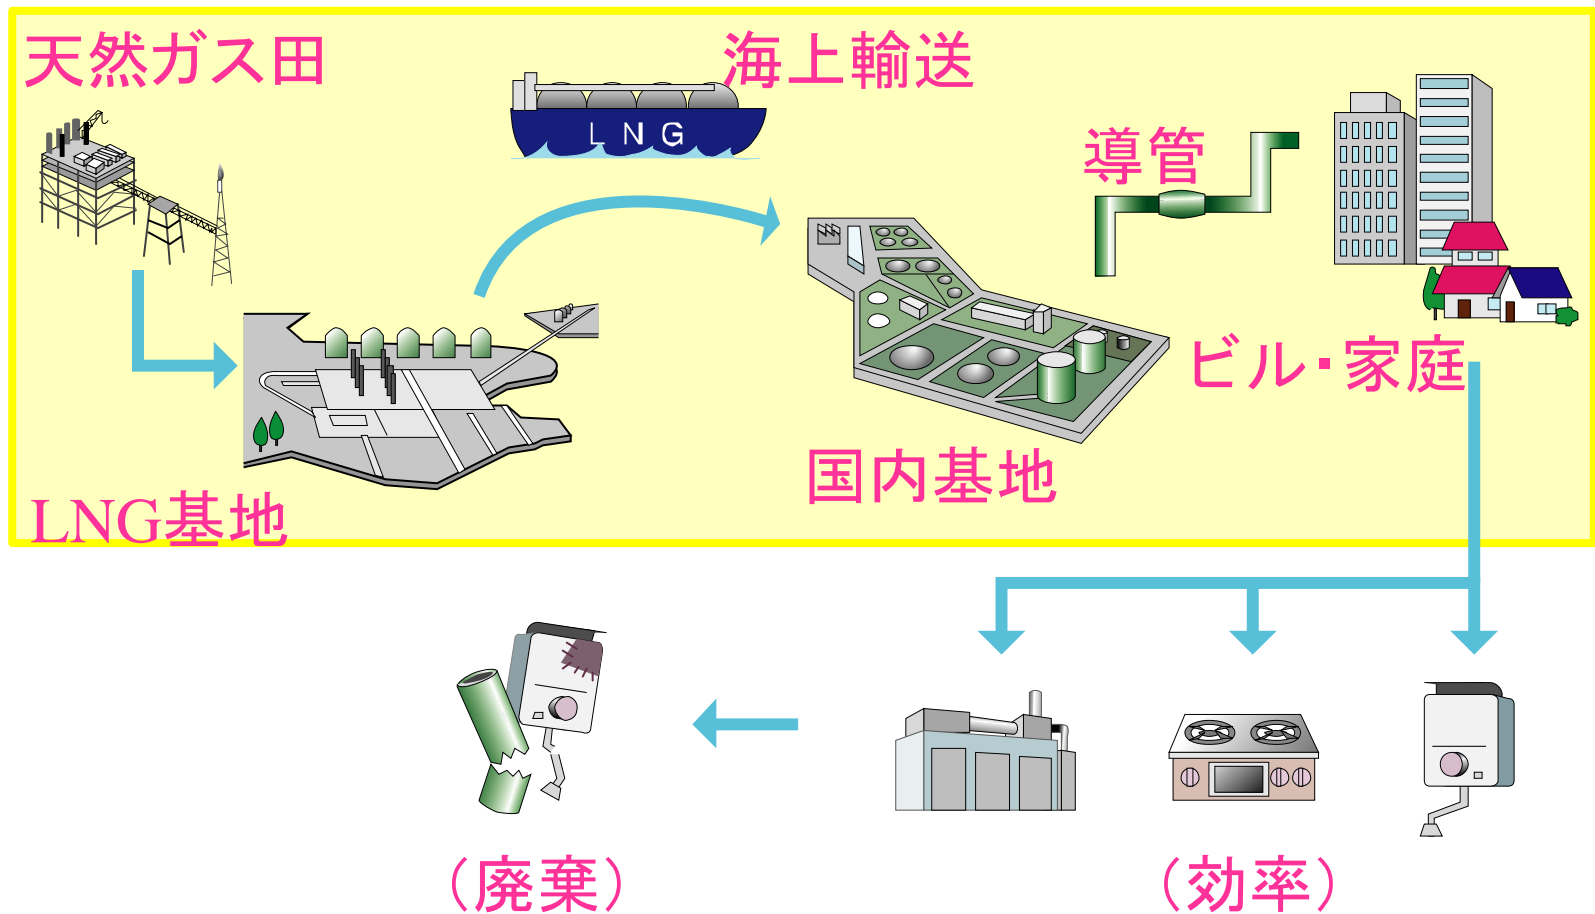 天然ガス田
海上輸送
LNG
導管
ビル・家庭
国内基地
LNG基地
（廃棄）
（効率）